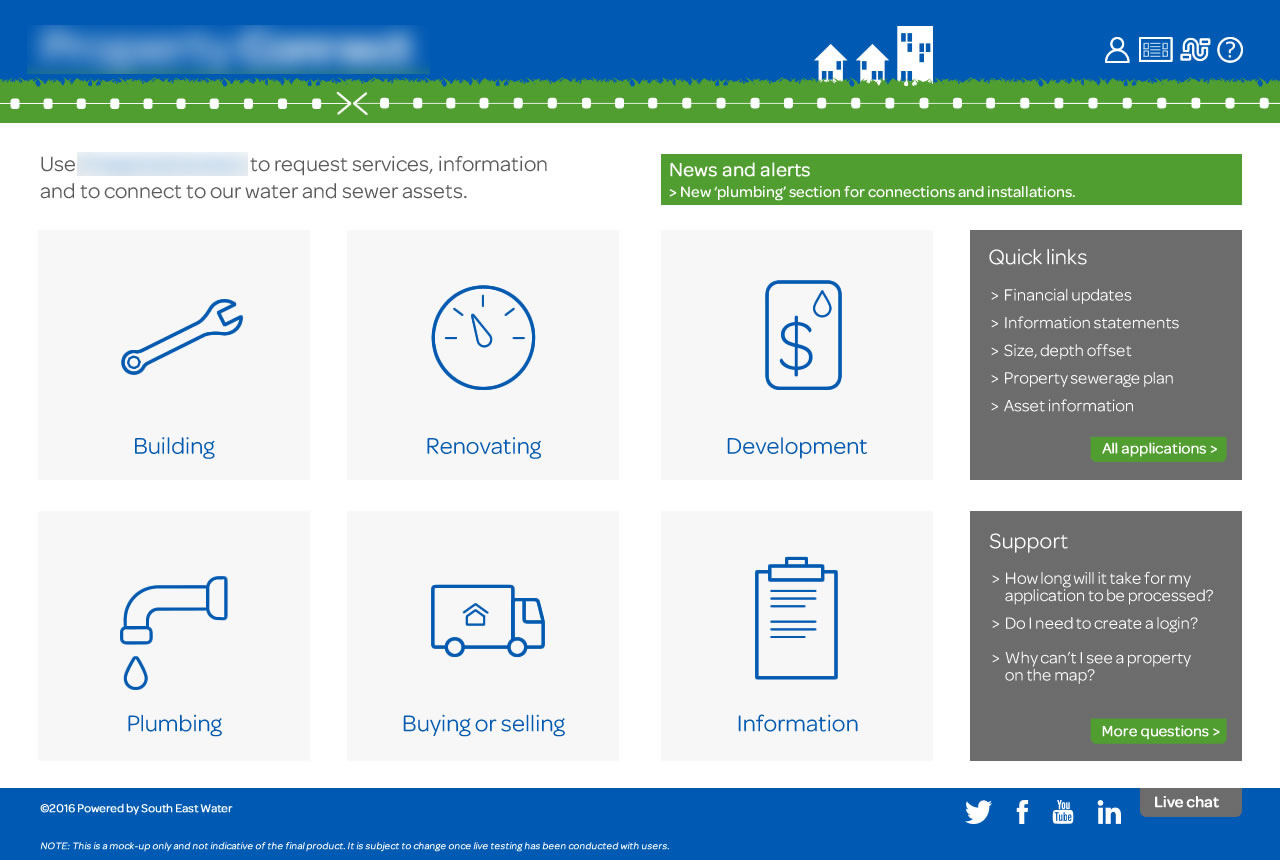 Use to request services, information
and to connect to our water and sewer assets.
News and alerts
> New ‘plumbing’ section for connections and installations.
Building
Renovating
Development
Quick links
> Financial updates
> Information statements
> Size, depth offset
> Property sewerage plan
> Asset information
All applications >
Plumbing
Buying or selling
Information
Support
> How long will it take for my
application to be processed?
> Do I need to create a login?
> Why can’t I see a property
on the map?
More questions >
©2016 Powered by South East Water
You
Tube
Live chat
NOTE: This is a mock-up only and not indicative of the final product. It is subject to change once live testing has been conducted with users.